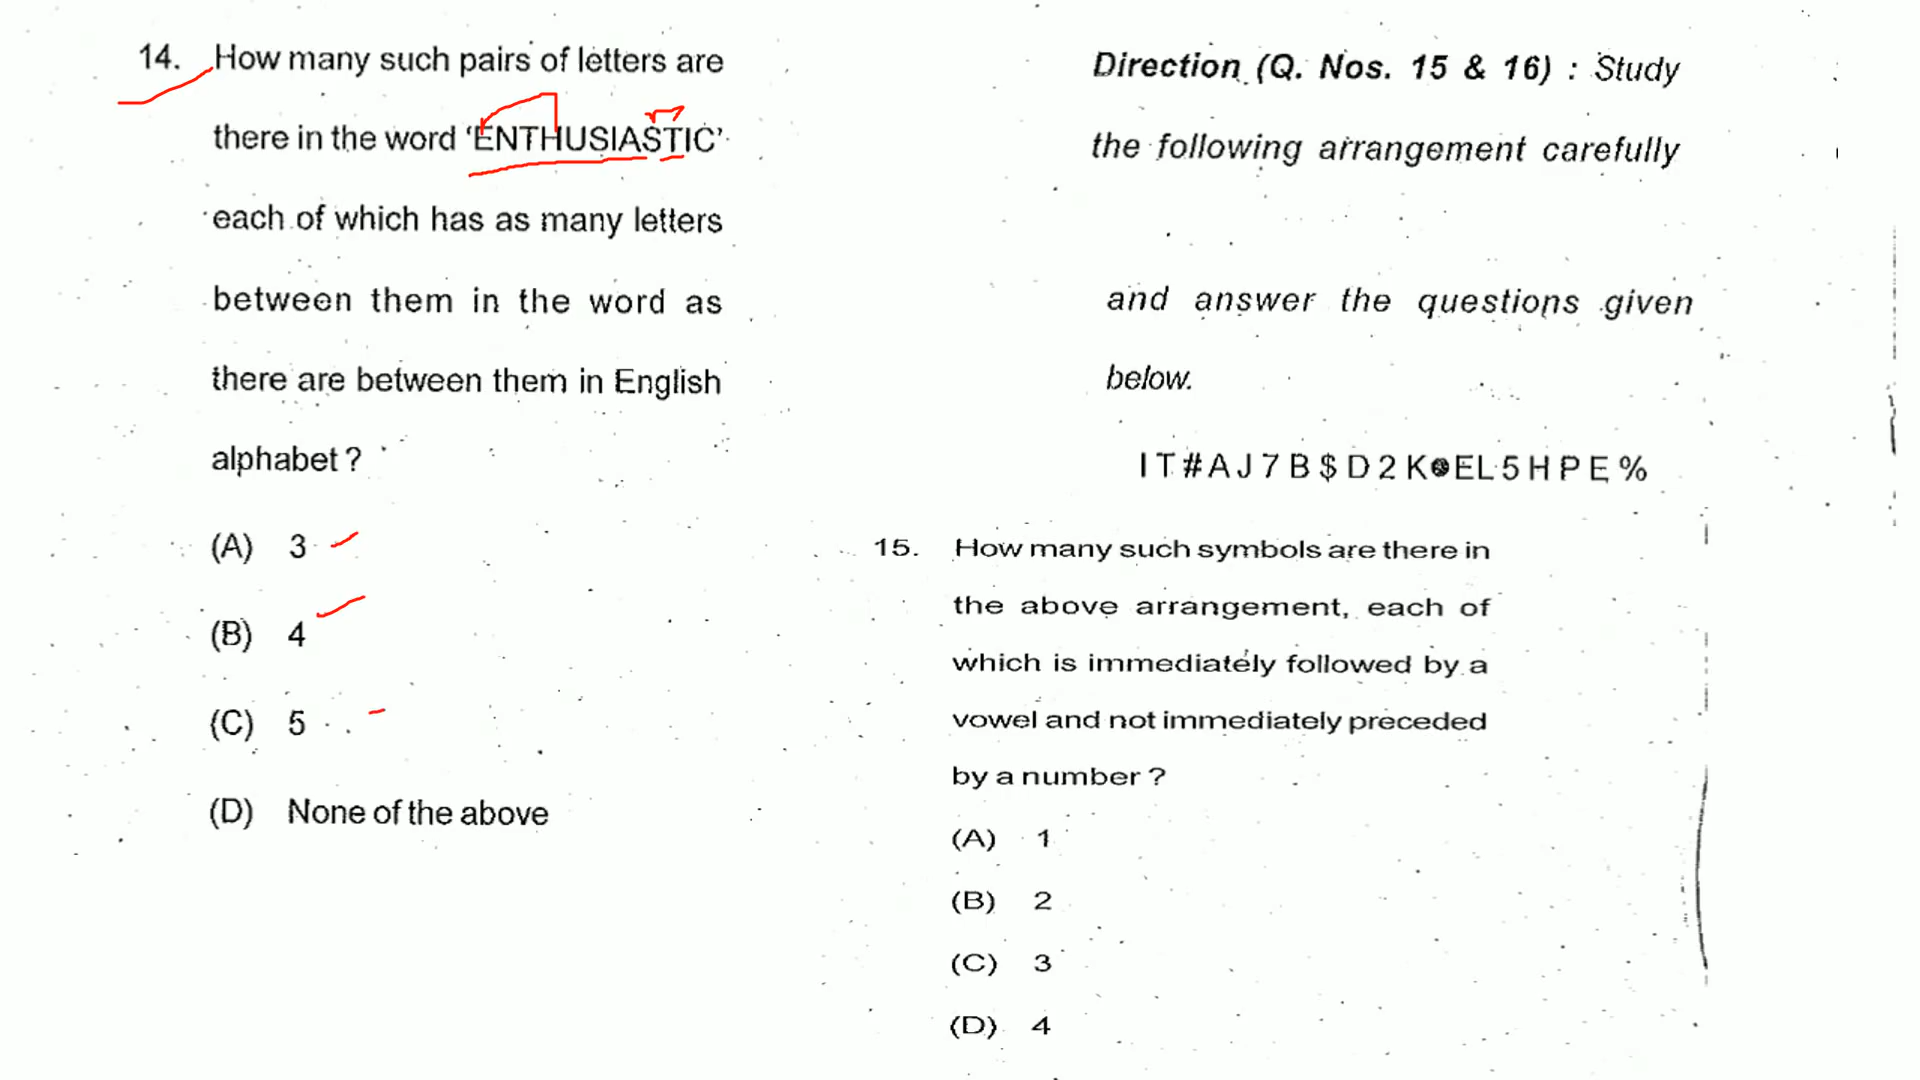 14. How many such pairs of letters are
there in the word ‘ENTHUSIASTIC’
each of which has as many letters
between them in the word as
there are between them in English
alphabet ?
(A) 3
(B) 4
(C) 5
(D) None of the above
Direction (Q. Nos. 15 & 16) : Study
the following arrangement carefully
and answer the questions given
below.
I T # A J 7 B $ D 2 K ● E L 5 H P E %
15. How many such symbols are there in
the above arrangement, each of
which is immediately followed by a
vowel and not immediately preceded
by a number ?
(A) 1
(B) 2
(C) 3
(D) 4